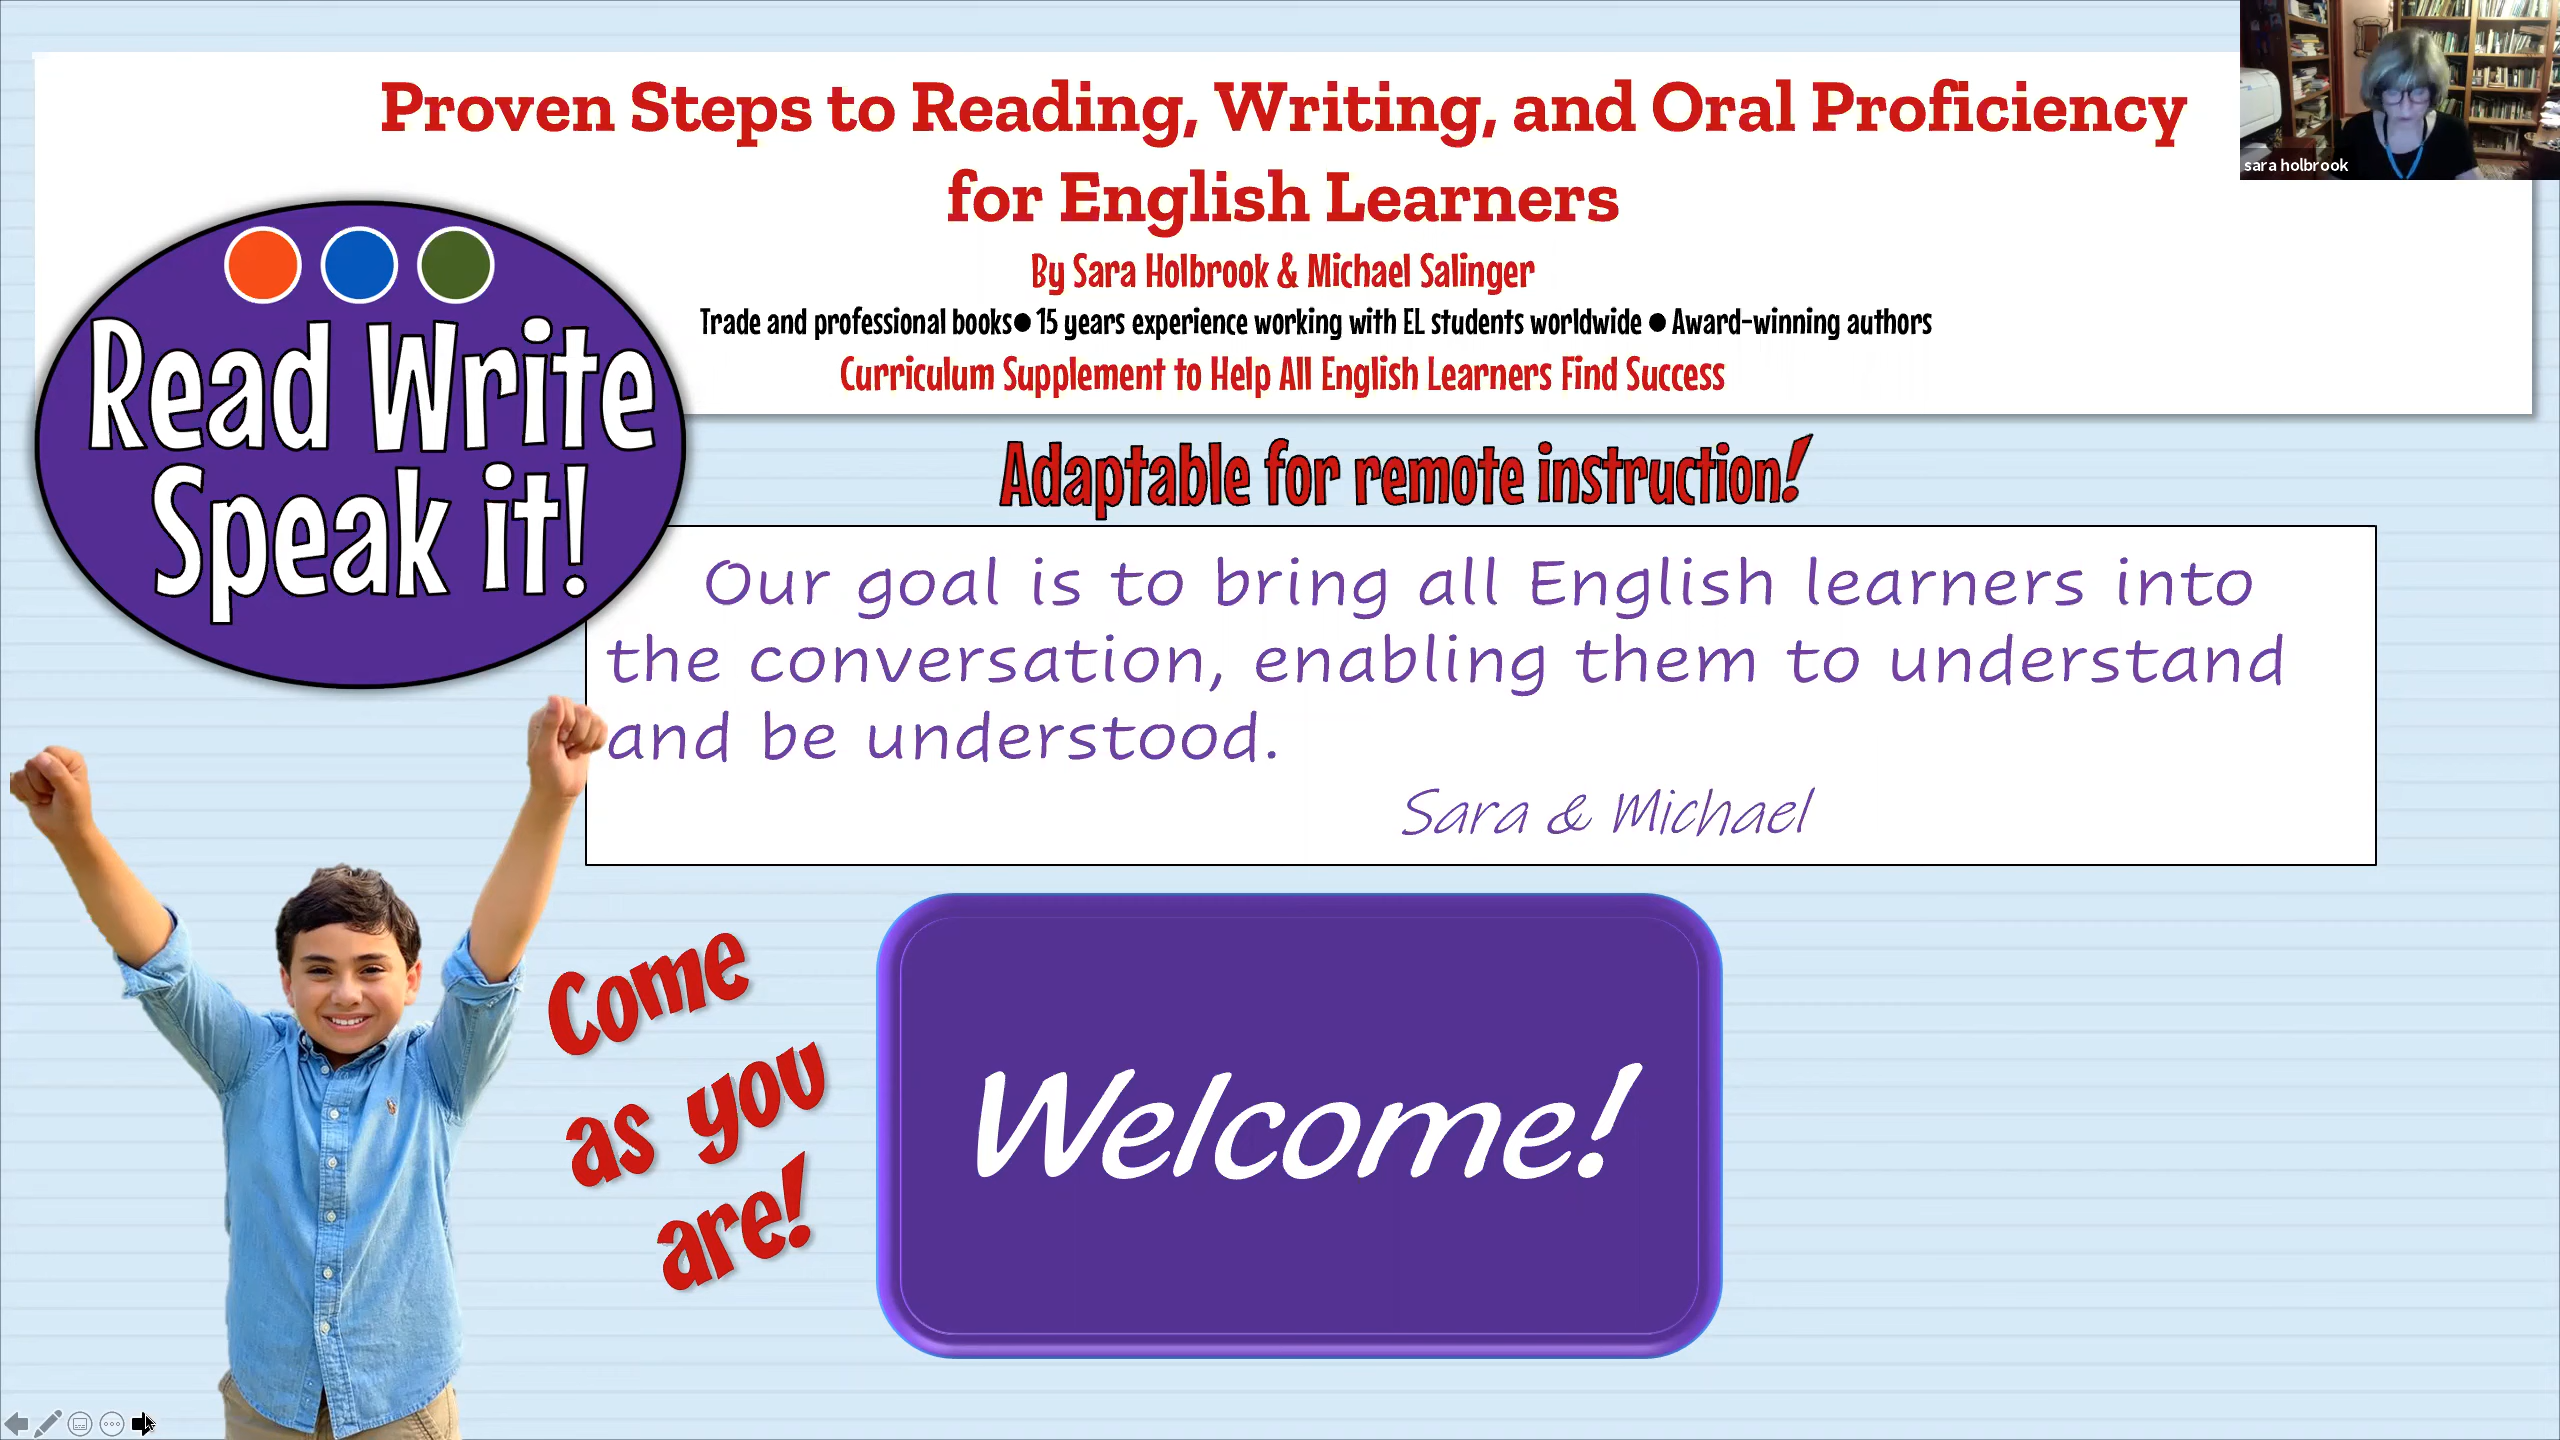 Proven Steps to Reading, Writing, and Oral Proficiency
for English Learners
By Sara Holbrook & Michael Salinger
Trade and professional books● 15 years experience working with EL students worldwide ● Award-winning authors
Curriculum Supplement to Help All English Learners Find Success
sara holbrook
Read Write
Speak it!
Adaptable for remote instruction!
Our goal is to bring all English learners into
the conversation, enabling them to understand
and be understood.
Sara & Michael
Come
as you
are!
Welcome!